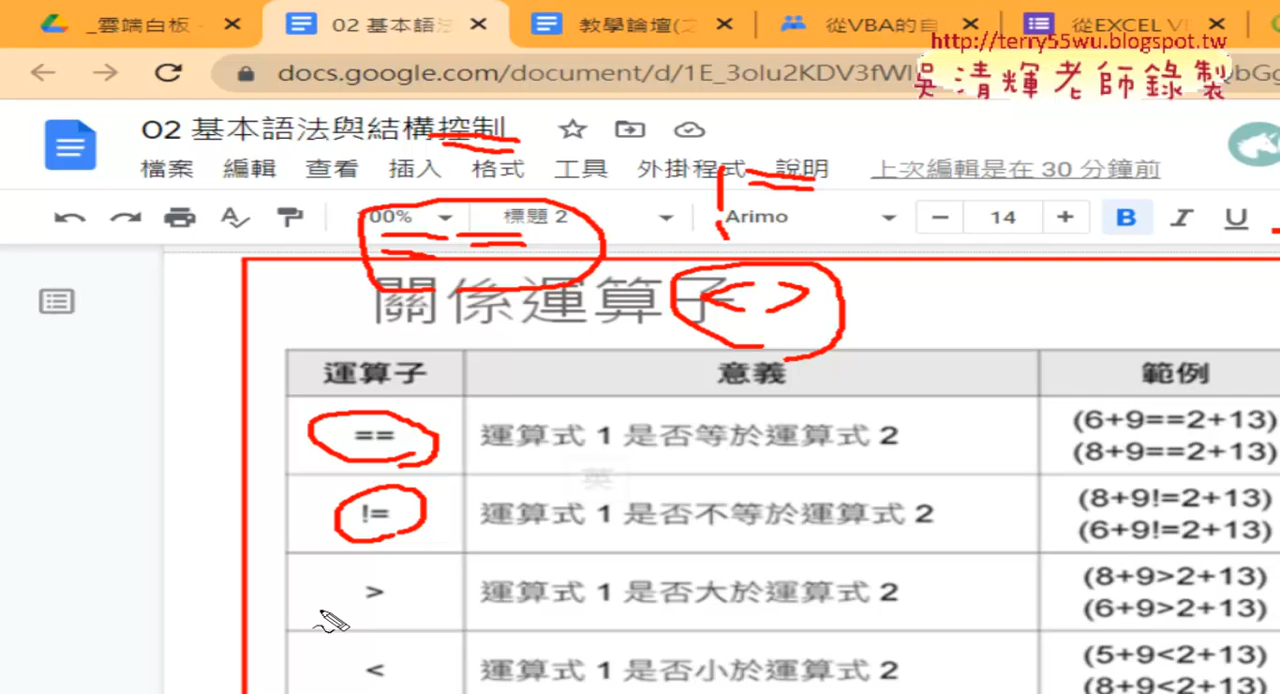 _雲端白板
02 基本語法
教學論壇(之
從VBA的自
從EXCEL V
http://terry55wu.blogspot.tw
docs.google.com/document/d/1E_3olu2KDV3fW
吳清輝老師錄製
02 基本語法與結構控制
檔案 編輯 查看 插入 格式 工具 外掛程式 說明 上次編輯是在 30 分鐘前
00% 標題 2 Arimo 14 B I U
關係運算子 <>
運算子 意義 範例
== 運算式 1 是否等於運算式 2 (6+9==2+13)
(8+9==2+13)
!= 運算式 1 是否不等於運算式 2 (8+9!=2+13)
(6+9!=2+13)
英
> 運算式 1 是否大於運算式 2 (8+9>2+13)
(6+9>2+13)
< 運算式 1 是否小於運算式 2 (5+9<2+13)
(8+9<2+13)